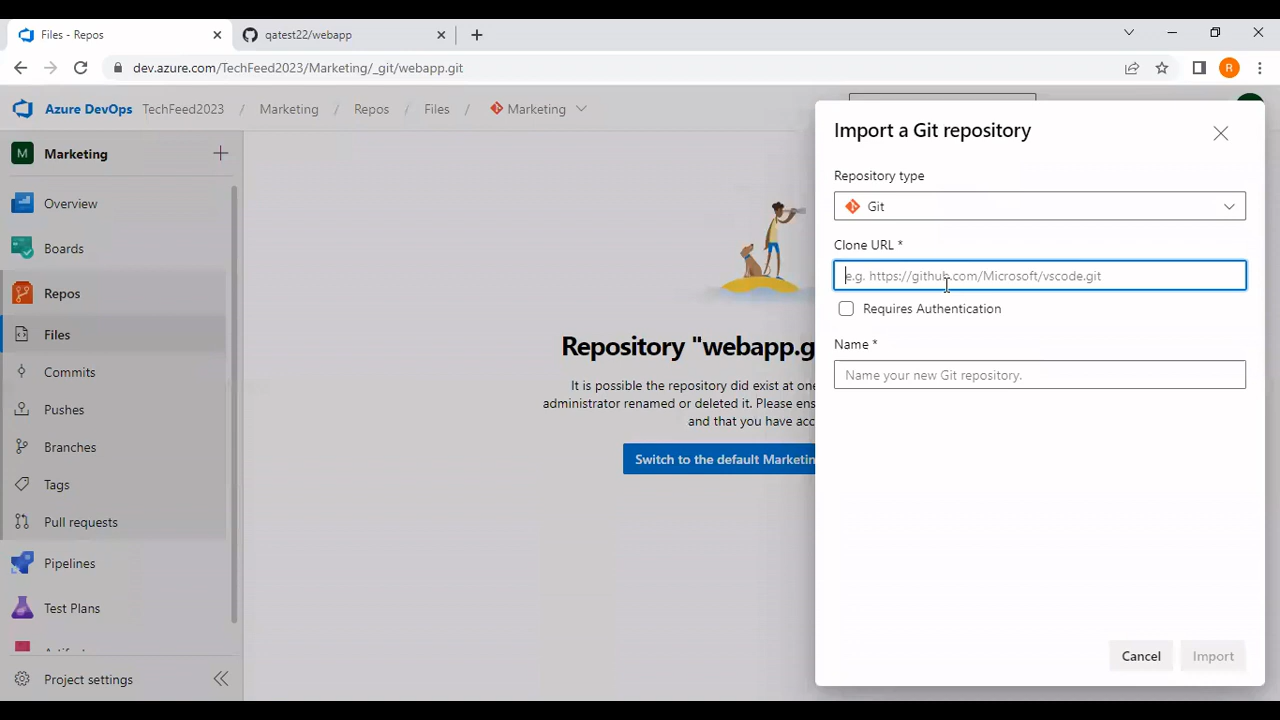 Files - Repos
qatest22/webapp
dev.azure.com/TechFeed2023/Marketing/_git/webapp.git
R
Azure DevOps TechFeed2023 / Marketing / Repos / Files / Marketing
M Marketing
Overview
Boards
Repos
Files
Commits
Pushes
Branches
Tags
Pull requests
Pipelines
Test Plans
Project settings
Repository "webapp.g
It is possible the repository did exist at one
administrator renamed or deleted it. Please ens
and that you have acc
Switch to the default Marketin
Import a Git repository
Repository type
Git
Clone URL *
e.g. https://github.com/Microsoft/vscode.git
Requires Authentication
Name *
Name your new Git repository.
Cancel Import